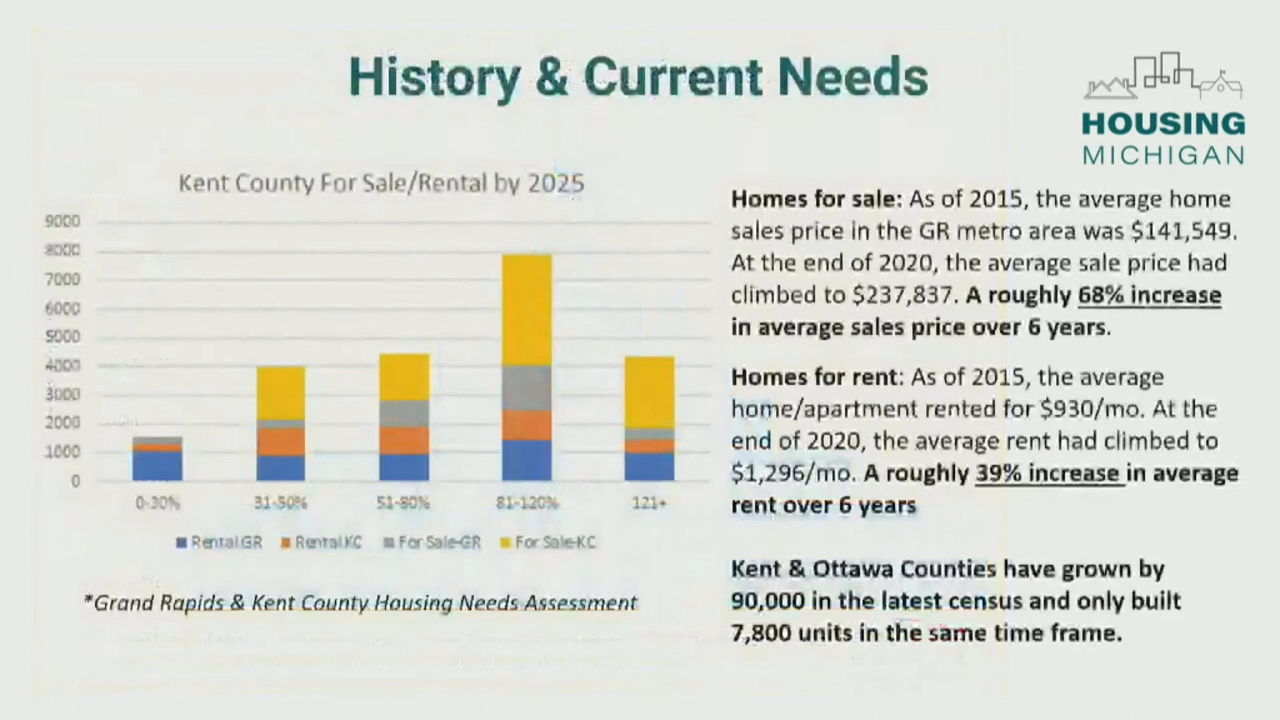 History & Current Needs
HOUSING
MICHIGAN
Kent County For Sale/Rental by 2025
9000
8000
7000
6000
5000
4000
3000
2000
1000
0
0-30%
31-50%
51-80%
81-120%
121+
Rental.GR
Rental.KC
For Sale-GR
For Sale-KC
*Grand Rapids & Kent County Housing Needs Assessment
Homes for sale: As of 2015, the average home
sales price in the GR metro area was $141,549.
At the end of 2020, the average sale price had
climbed to $237,837. A roughly 68% increase
in average sales price over 6 years.
Homes for rent: As of 2015, the average
home/apartment rented for $930/mo. At the
end of 2020, the average rent had climbed to
$1,296/mo. A roughly 39% increase in average
rent over 6 years
Kent & Ottawa Counties have grown by
90,000 in the latest census and only built
7,800 units in the same time frame.